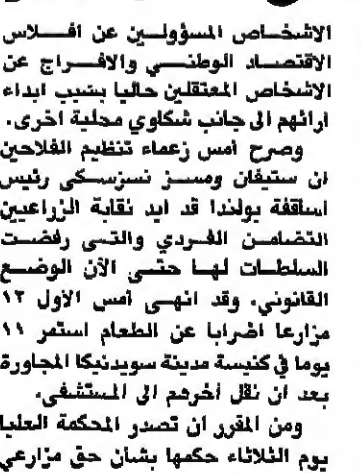 الاشخاص المسؤولين عن افلاس
الاقتصاد الوطني والافراج عن
الاشخاص المعتقلين حاليا بسبب ابداء
ارائهم الى جانب شكاوي محلية اخرى.
وصرح امس زعماء تنظيم الفلاحين
ان ستيفان ومسز نسزسكى رئيس
اساقفة بولندا قد ايد نقابة الزراعيين
التضامن الفردي والتي رفضت
السلطات لها حتى الآن الوضع
القانوني. وقد انهى امس الأول ١٢
مزارعا اضرابا عن الطعام استمر ١١
يوما في كنيسة مدينة سويدنيكا المجاورة
بعد ان نقل أخرهم الى المستشفى.
ومن المقرر ان تصدر المحكمة العليا
يوم الثلاثاء حكمها بشأن حق مزارعي